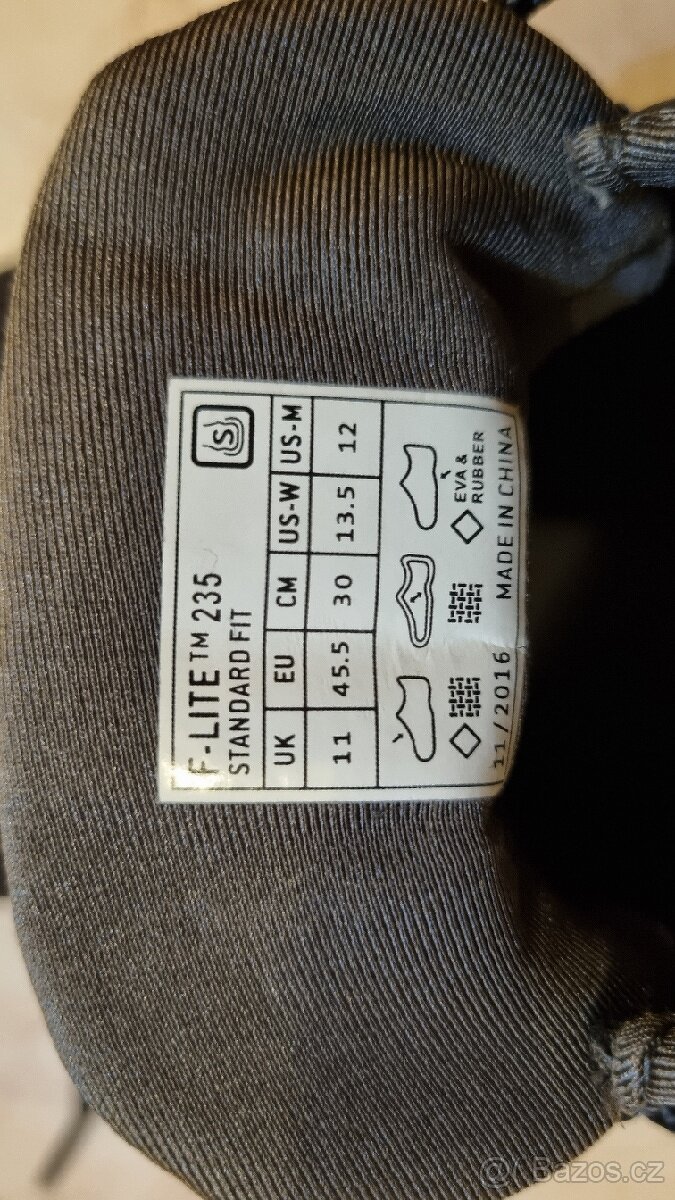 F-LITE™ 235
STANDARD FIT
S
UK EU CM US-W US-M
11 45.5 30 13.5 12
EVA &
RUBBER
11/2016 MADE IN CHINA
@ Bazos.cz